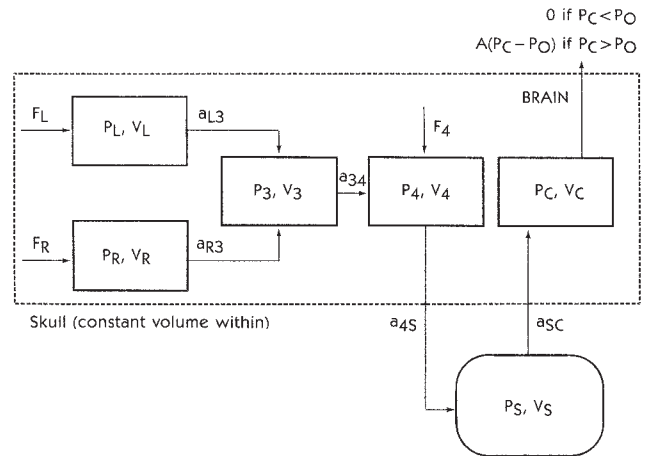 0 if PC<PO
A(PC–PO) if PC>PO
BRAIN
FL
PL, VL
aL3
F4
P3, V3
a34
P4, V4
PC, VC
FR
PR, VR
aR3
Skull (constant volume within)
a4S
aSC
PS, VS